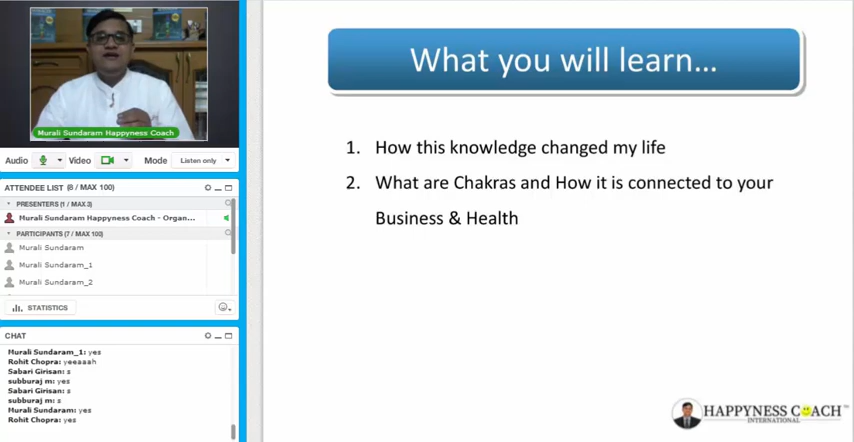 Murali Sundaram Happyness Coach
Audio Video Mode Listen only
ATTENDEE LIST (8 / MAX 100)
PRESENTERS (1 / MAX 3)
Murali Sundaram Happyness Coach - Organ...
PARTICIPANTS (7 / MAX 100)
Murali Sundaram
Murali Sundaram_1
Murali Sundaram_2
STATISTICS
CHAT
Murali Sundaram_1: yes
Rohit Chopra: yeeaaah
Sabari Girisan: s
subburaj m: yes
Sabari Girisan: s
subburaj m: s
Murali Sundaram: yes
Rohit Chopra: yes
What you will learn...
1. How this knowledge changed my life
2. What are Chakras and How it is connected to your
Business & Health
HAPPYNESS COACH™
INTERNATIONAL